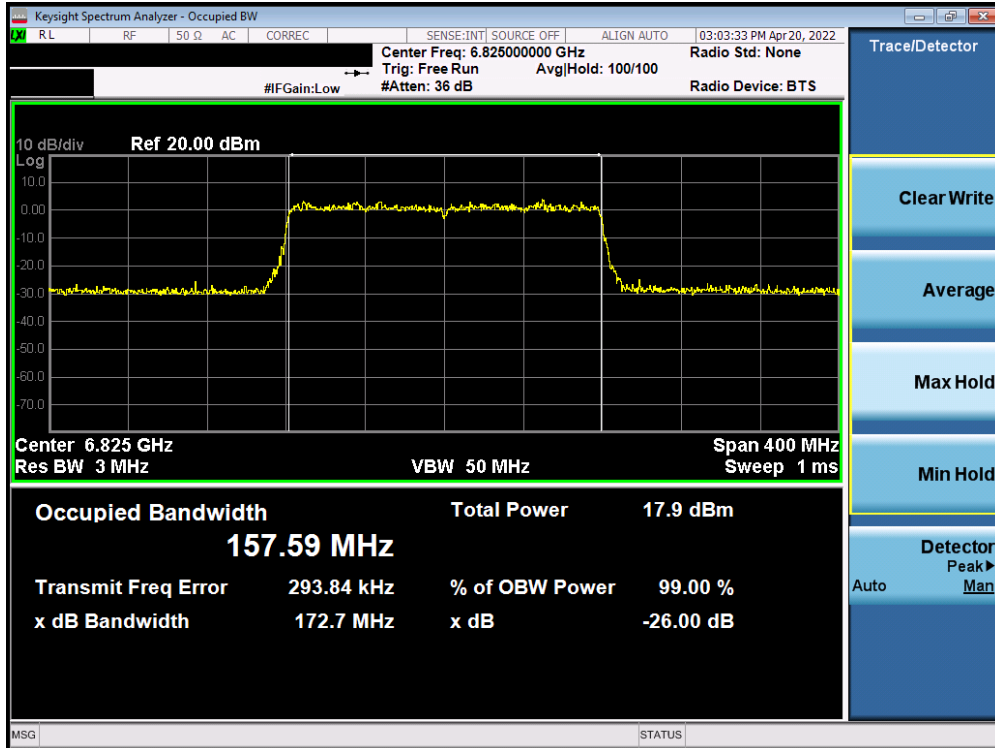 Keysight Spectrum Analyzer - Occupied BW
LXI RL RF 50 Ω AC CORREC SENSE:INT SOURCE OFF ALIGN AUTO 03:03:33 PM Apr 20, 2022
Center Freq: 6.825000000 GHz Radio Std: None
Trig: Free Run Avg|Hold: 100/100
#IFGain:Low #Atten: 36 dB Radio Device: BTS
10 dB/div Ref 20.00 dBm
Log
10.0
0.00
-10.0
-20.0
-30.0
-40.0
-50.0
-60.0
-70.0
Center 6.825 GHz Span 400 MHz
Res BW 3 MHz VBW 50 MHz Sweep 1 ms
Occupied Bandwidth Total Power 17.9 dBm
157.59 MHz
Transmit Freq Error 293.84 kHz % of OBW Power 99.00 %
x dB Bandwidth 172.7 MHz x dB -26.00 dB
Trace/Detector
Clear Write
Average
Max Hold
Min Hold
Detector
Peak▶
Auto Man
MSG STATUS